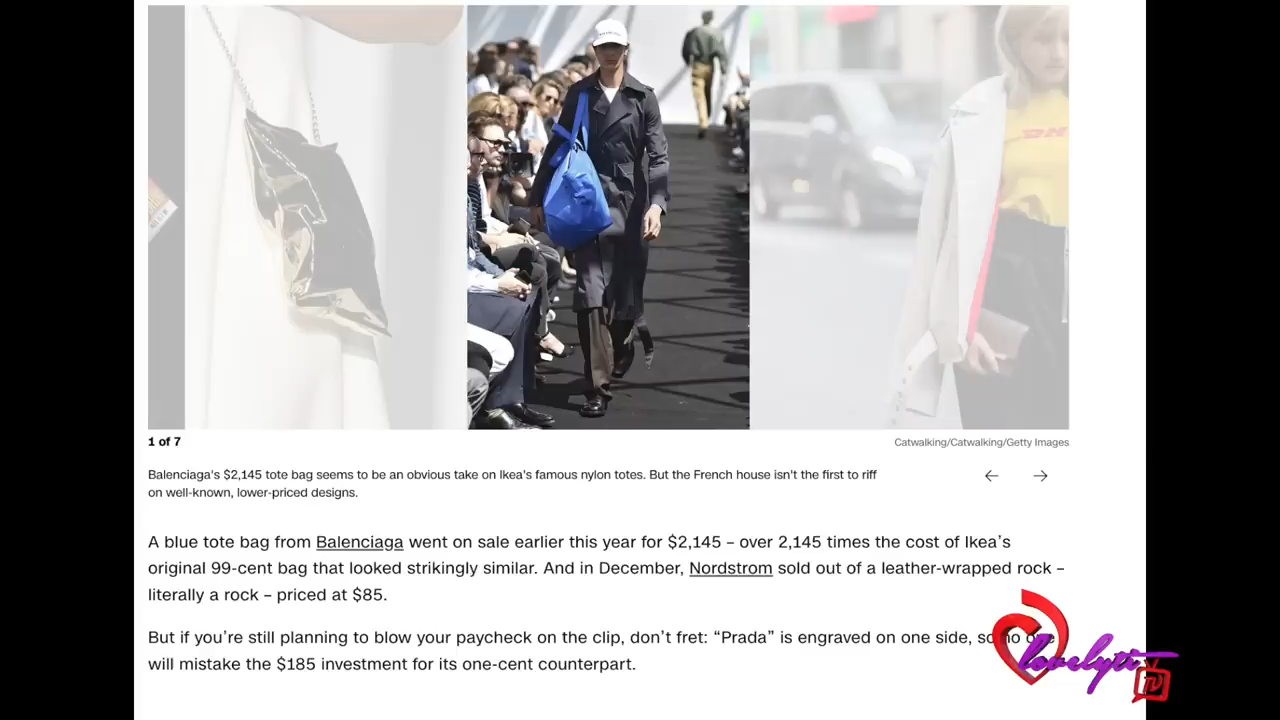 DH
1 of 7
Catwalking/Catwalking/Getty Images
Balenciaga's $2,145 tote bag seems to be an obvious take on Ikea's famous nylon totes. But the French house isn't the first to riff
on well-known, lower-priced designs.
A blue tote bag from Balenciaga went on sale earlier this year for $2,145 – over 2,145 times the cost of Ikea's
original 99-cent bag that looked strikingly similar. And in December, Nordstrom sold out of a leather-wrapped rock –
literally a rock – priced at $85.
But if you're still planning to blow your paycheck on the clip, don't fret: “Prada” is engraved on one side, so no one
will mistake the $185 investment for its one-cent counterpart.
lovelyti
TV